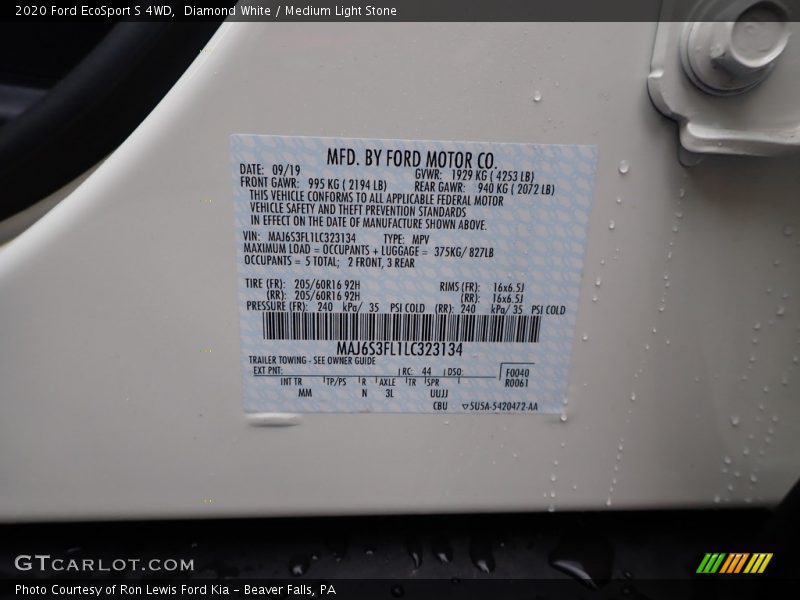 2020 Ford EcoSport S 4WD, Diamond White / Medium Light Stone
MFD. BY FORD MOTOR CO.
DATE: 09/19 GVWR: 1929 KG ( 4253 LB)
FRONT GAWR: 995 KG ( 2194 LB) REAR GAWR: 940 KG ( 2072 LB)
THIS VEHICLE CONFORMS TO ALL APPLICABLE FEDERAL MOTOR
VEHICLE SAFETY AND THEFT PREVENTION STANDARDS
IN EFFECT ON THE DATE OF MANUFACTURE SHOWN ABOVE.
VIN: MAJ6S3FL1LC323134 TYPE: MPV
MAXIMUM LOAD = OCCUPANTS + LUGGAGE = 375KG/ 827LB
OCCUPANTS = 5 TOTAL; 2 FRONT, 3 REAR
TIRE (FR): 205/60R16 92H RIMS (FR): 16x6.5J
(RR): 205/60R16 92H (RR): 16x6.5J
PRESSURE (FR): 240 kPa/ 35 PSI COLD (RR): 240 kPa/ 35 PSI COLD
MAJ6S3FL1LC323134
TRAILER TOWING - SEE OWNER GUIDE
EXT PNT: RC: 44 DSO: F0040
INT TR TP/PS R AXLE TR SPR R0061
MM N 3L UUJJ
CBU 5U5A-5420472-AA
GTCARLOT.COM
Photo Courtesy of Ron Lewis Ford Kia - Beaver Falls, PA